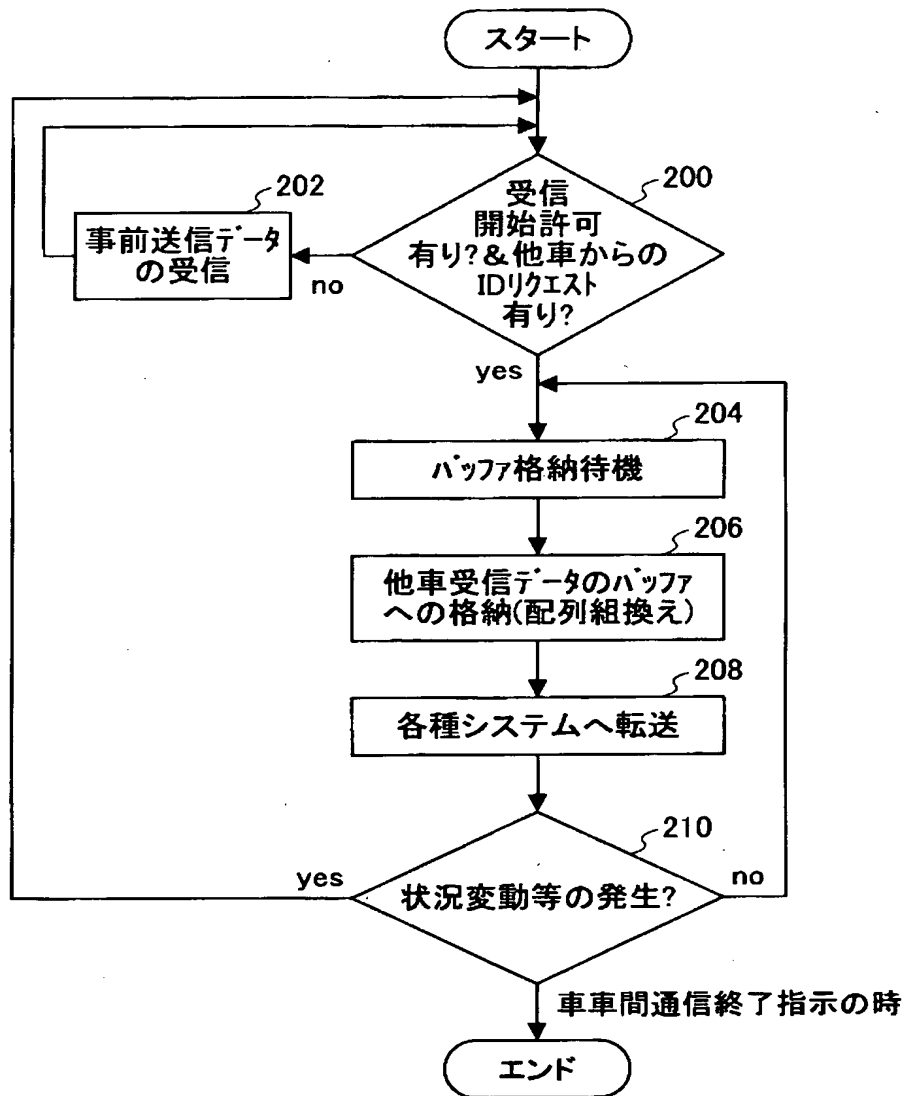 スタート
200
受信
開始許可
有り?&他車からの
IDリクエスト
有り?
202
事前送信データ
の受信
no
yes
204
バッファ格納待機
206
他車受信データのバッファ
への格納(配列組換え)
208
各種システムへ転送
210
状況変動等の発生?
yes
no
車車間通信終了指示の時
エンド